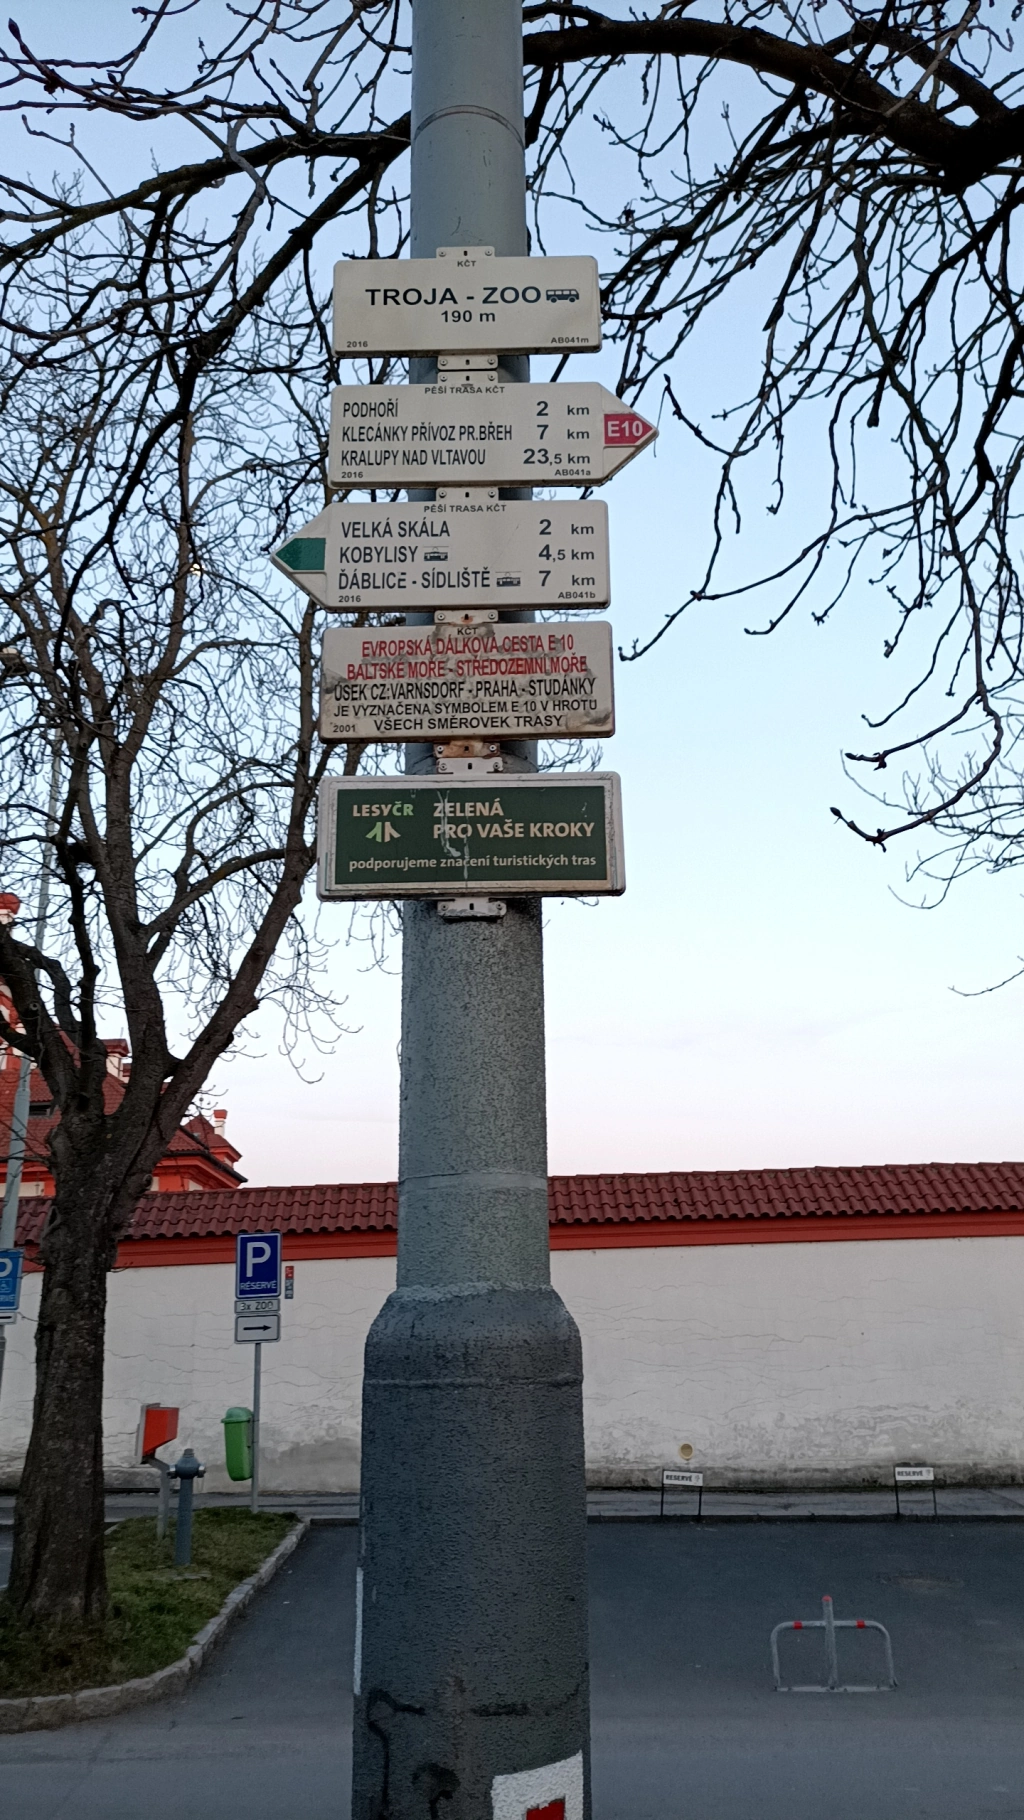 KČT
TROJA - ZOO
190 m
2016 AB041m
PĚŠÍ TRASA KČT
PODHOŘÍ 2 km
KLECÁNKY PŘÍVOZ PR.BŘEH 7 km
KRALUPY NAD VLTAVOU 23,5 km
2016 AB041a
E10
PĚŠÍ TRASA KČT
VELKÁ SKÁLA 2 km
KOBYLISY 4,5 km
ĎÁBLICE - SÍDLIŠTĚ 7 km
2016 AB041b
KČT
EVROPSKÁ DÁLKOVÁ CESTA E 10
BALTSKÉ MOŘE - STŘEDOZEMNÍ MOŘE
ÚSEK CZ:VARNSDORF - PRAHA - STUDÁNKY
JE VYZNAČENA SYMBOLEM E 10 V HROTU
VŠECH SMĚROVEK TRASY
2001
LESYČR
ZELENÁ
PRO VAŠE KROKY
podporujeme značení turistických tras
P
RÉSERVÉ
3x ZOO
P
RESERVÉ
RESERVÉ